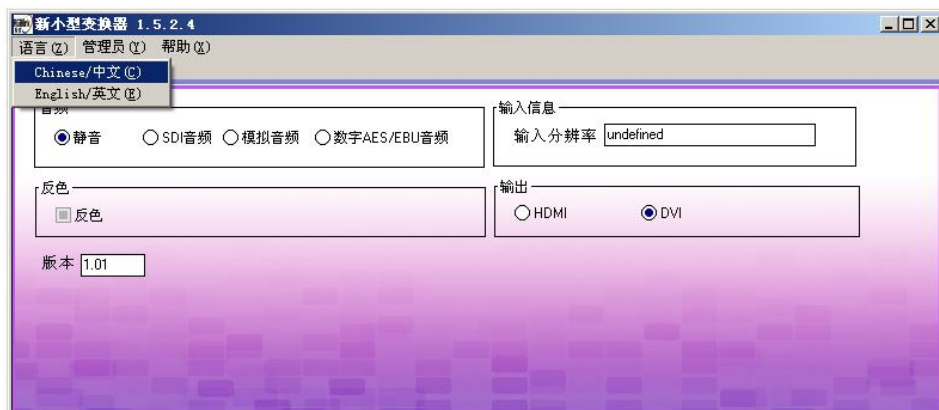 新小型变换器 1.5.2.4
语言(Z) 管理员(Y) 帮助(X)
Chinese/中文(C)
English/英文(E)
音频
静音 SDI音频 模拟音频 数字AES/EBU音频
输入信息
输入分辨率 undefined
反色
反色
输出
HDMI DVI
版本 1.01